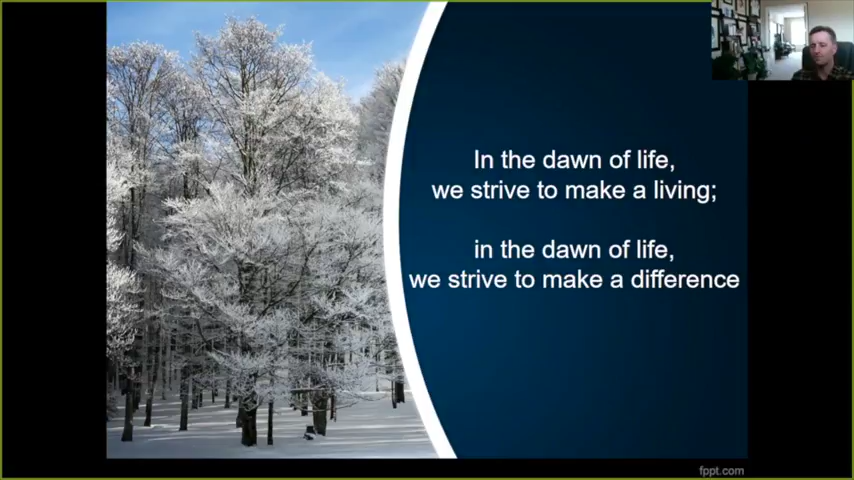 In the dawn of life,
we strive to make a living;
in the dawn of life,
we strive to make a difference
fppt.com